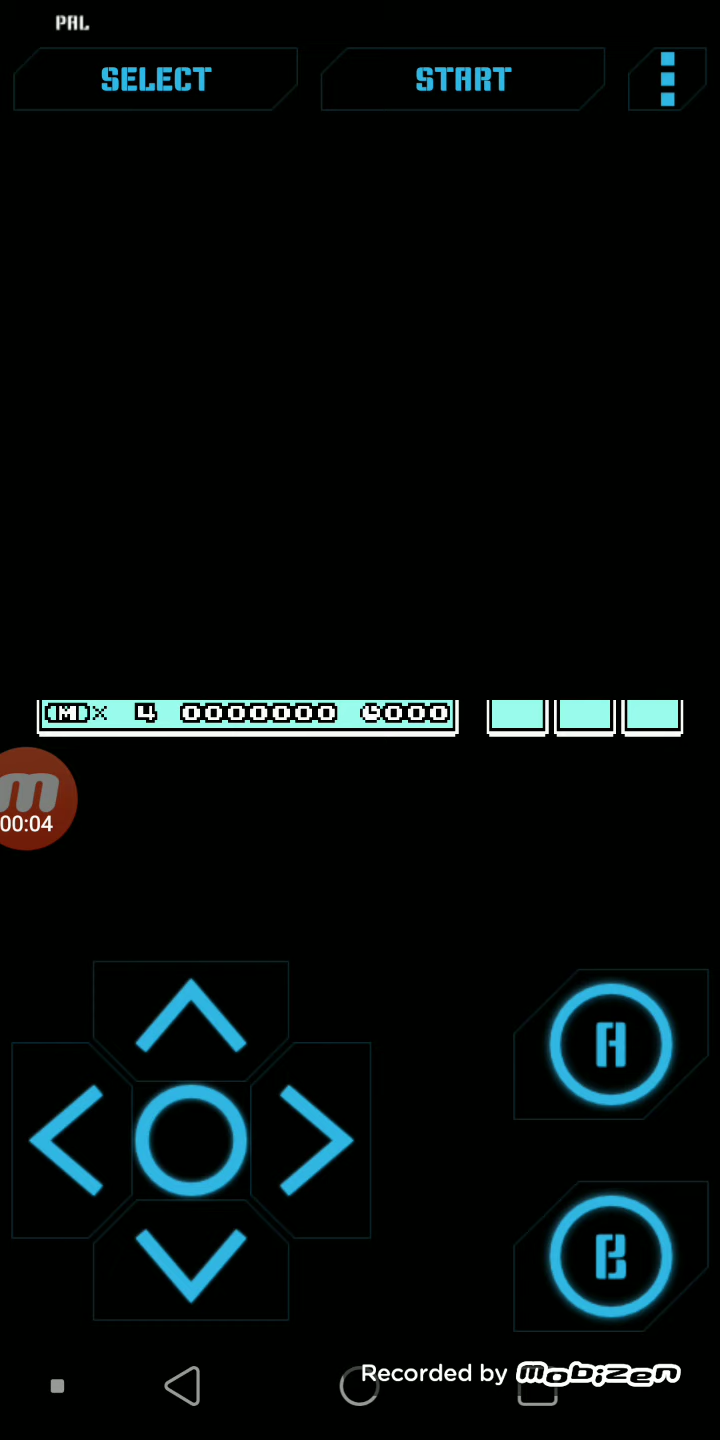 PAL
SELECT START
M× 4 0000000 000
m
00:04
A
B
Recorded by mobizen